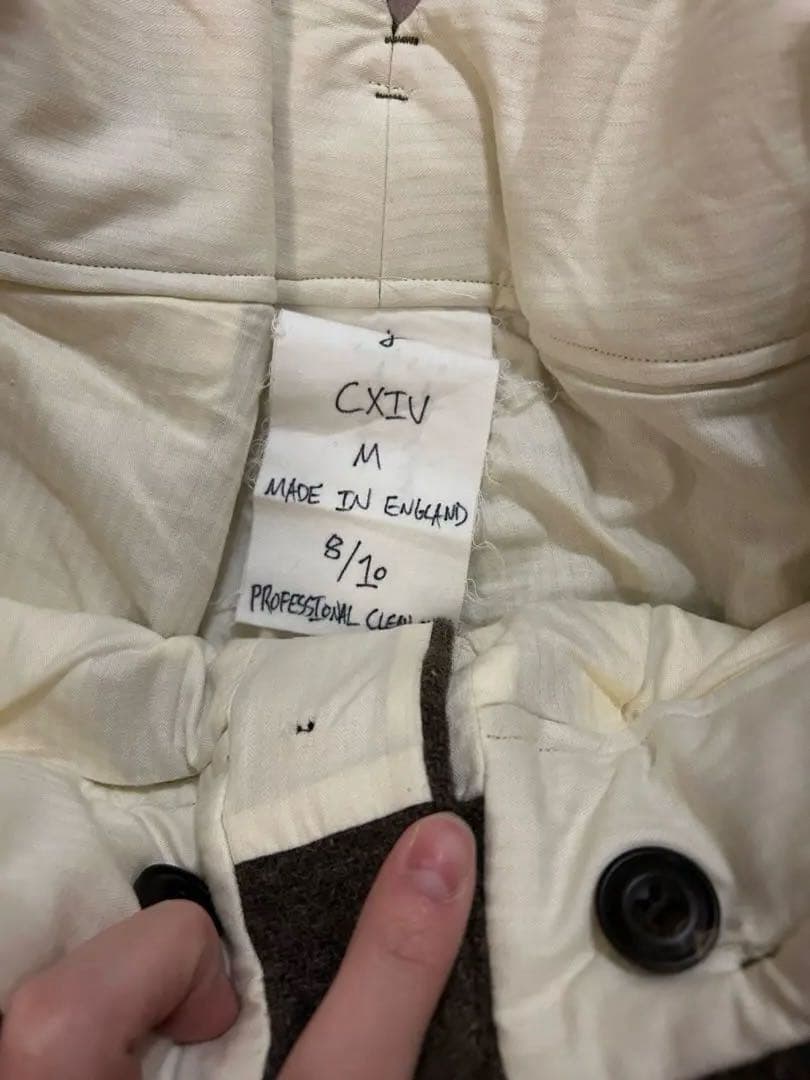 CXIV
M
MADE IN ENGLAND
8/10
PROFESSIONAL